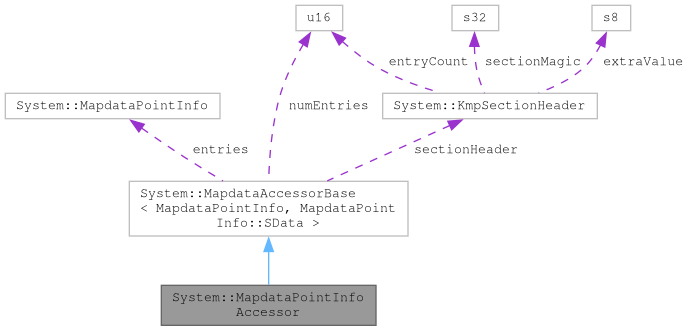 u16
s32
s8
entryCount
sectionMagic
extraValue
System::MapdataPointInfo
numEntries
System::KmpSectionHeader
entries
sectionHeader
System::MapdataAccessorBase
< MapdataPointInfo, MapdataPoint
Info::SData >
System::MapdataPointInfo
Accessor